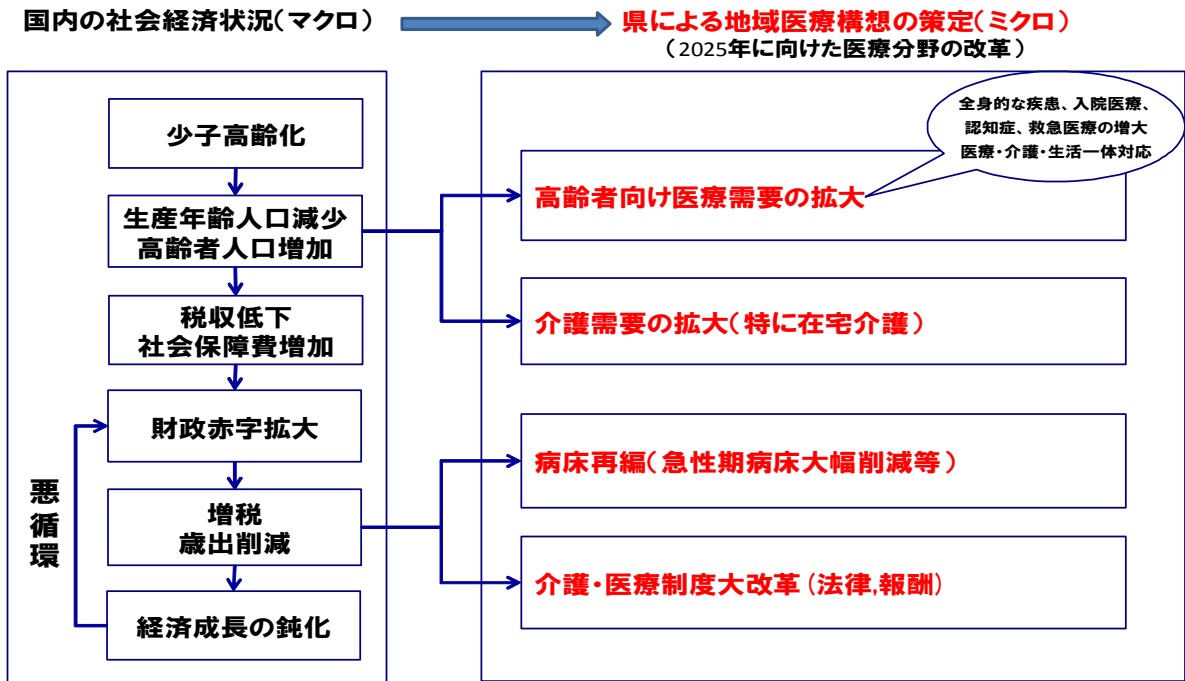 国内の社会経済状況(マクロ)
県による地域医療構想の策定(ミクロ)
(2025年に向けた医療分野の改革)
少子高齢化
生産年齢人口減少
高齢者人口増加
税収低下
社会保障費増加
財政赤字拡大
増税
歳出削減
経済成長の鈍化
悪循環
全身的な疾患、入院医療、
認知症、救急医療の増大
医療・介護・生活一体対応
高齢者向け医療需要の拡大
介護需要の拡大(特に在宅介護)
病床再編(急性期病床大幅削減等)
介護・医療制度大改革(法律,報酬)